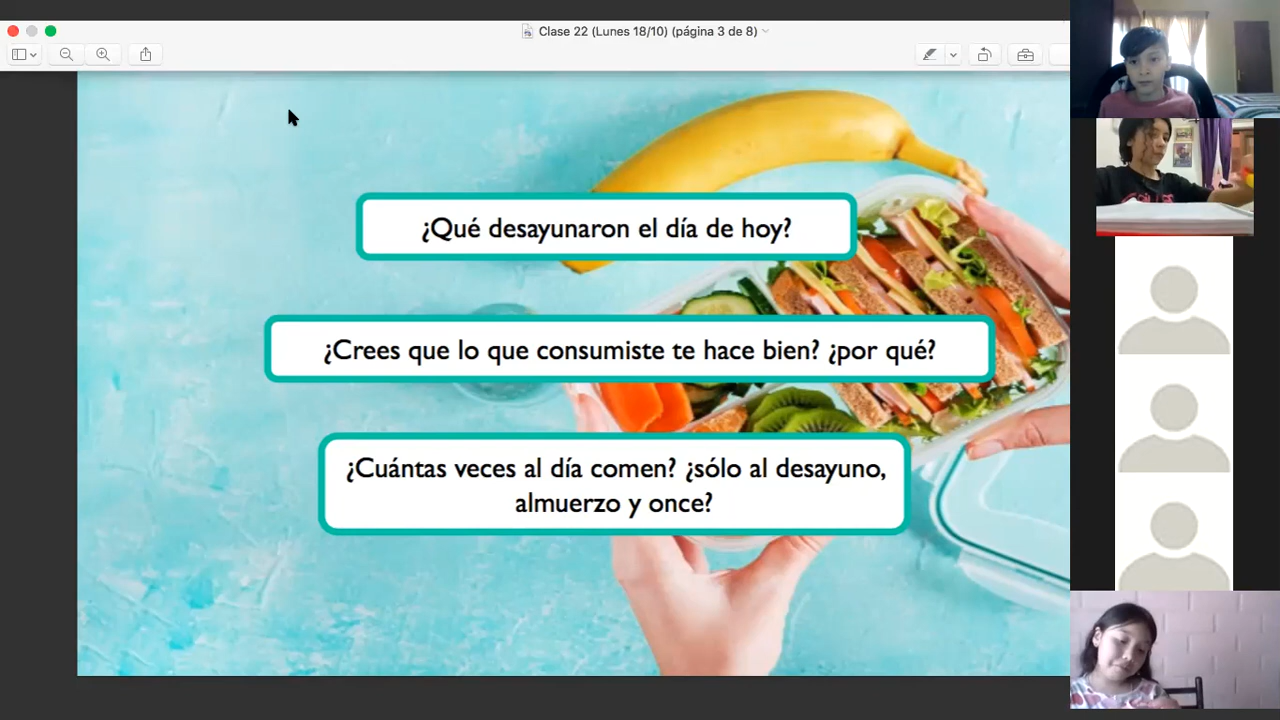 Clase 22 (Lunes 18/10) (página 3 de 8)
¿Qué desayunaron el día de hoy?
¿Crees que lo que consumiste te hace bien? ¿por qué?
¿Cuántas veces al día comen? ¿sólo al desayuno,
almuerzo y once?